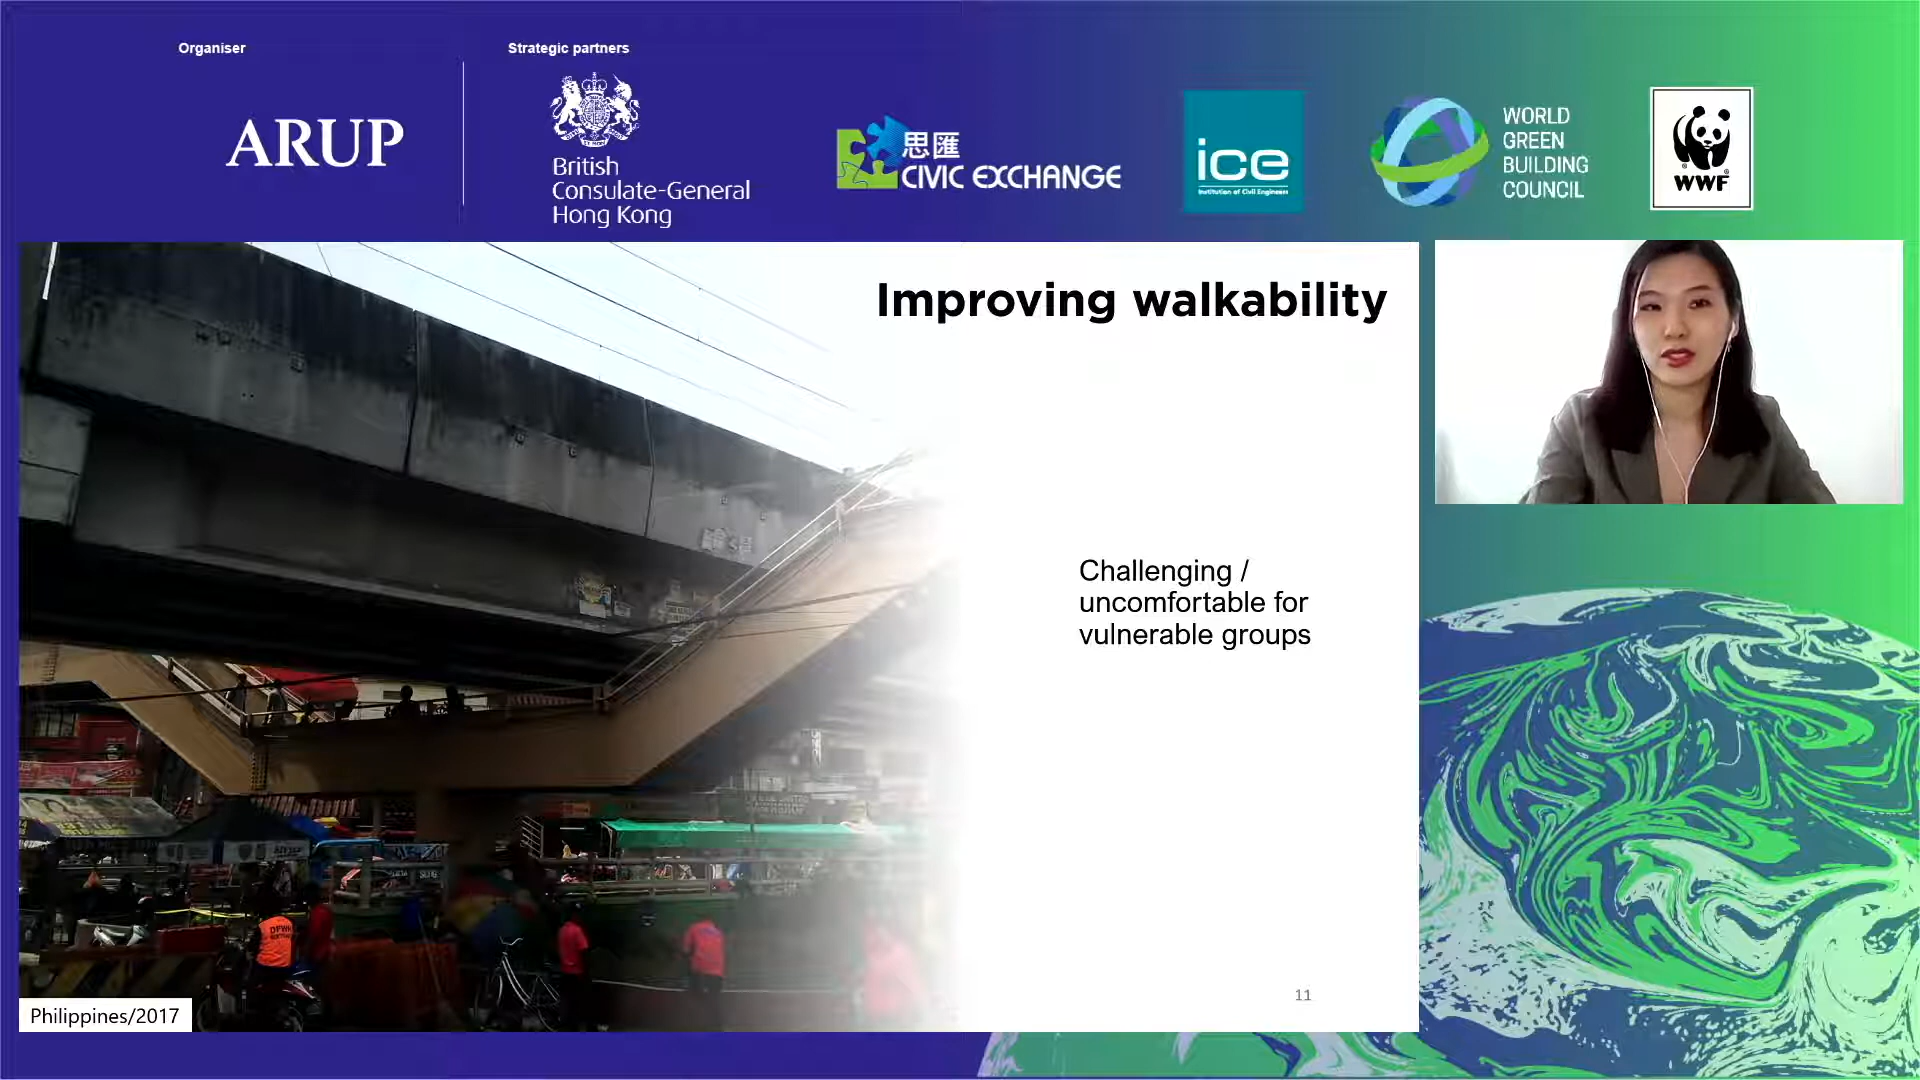 Organiser
Strategic partners
ARUP
British
Consulate-General
Hong Kong
思匯
CIVIC EXCHANGE
ice
Institution of Civil Engineers
WORLD
GREEN
BUILDING
COUNCIL
WWF
Improving walkability
Challenging /
uncomfortable for
vulnerable groups
DPWH
11
Philippines/2017